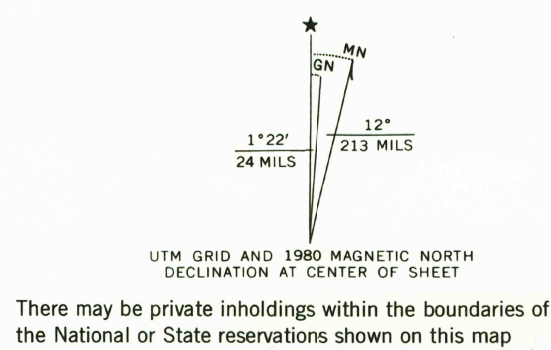 ★
MN
GN
1°22'
24 MILS
12°
213 MILS
UTM GRID AND 1980 MAGNETIC NORTH
DECLINATION AT CENTER OF SHEET
There may be private inholdings within the boundaries of
the National or State reservations shown on this map